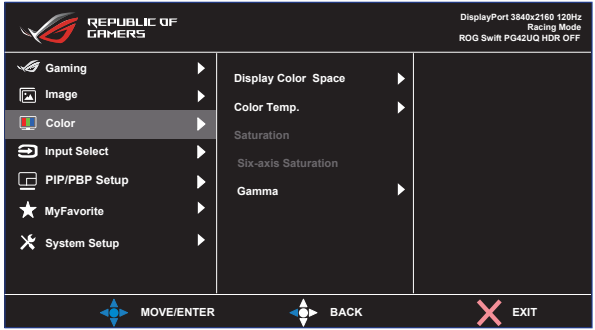 REPUBLIC OF
GAMERS
DisplayPort 3840x2160 120Hz
Racing Mode
ROG Swift PG42UQ HDR OFF
Gaming
Image
Color
Input Select
PIP/PBP Setup
MyFavorite
System Setup
Display Color Space
Color Temp.
Saturation
Six-axis Saturation
Gamma
MOVE/ENTER
BACK
EXIT